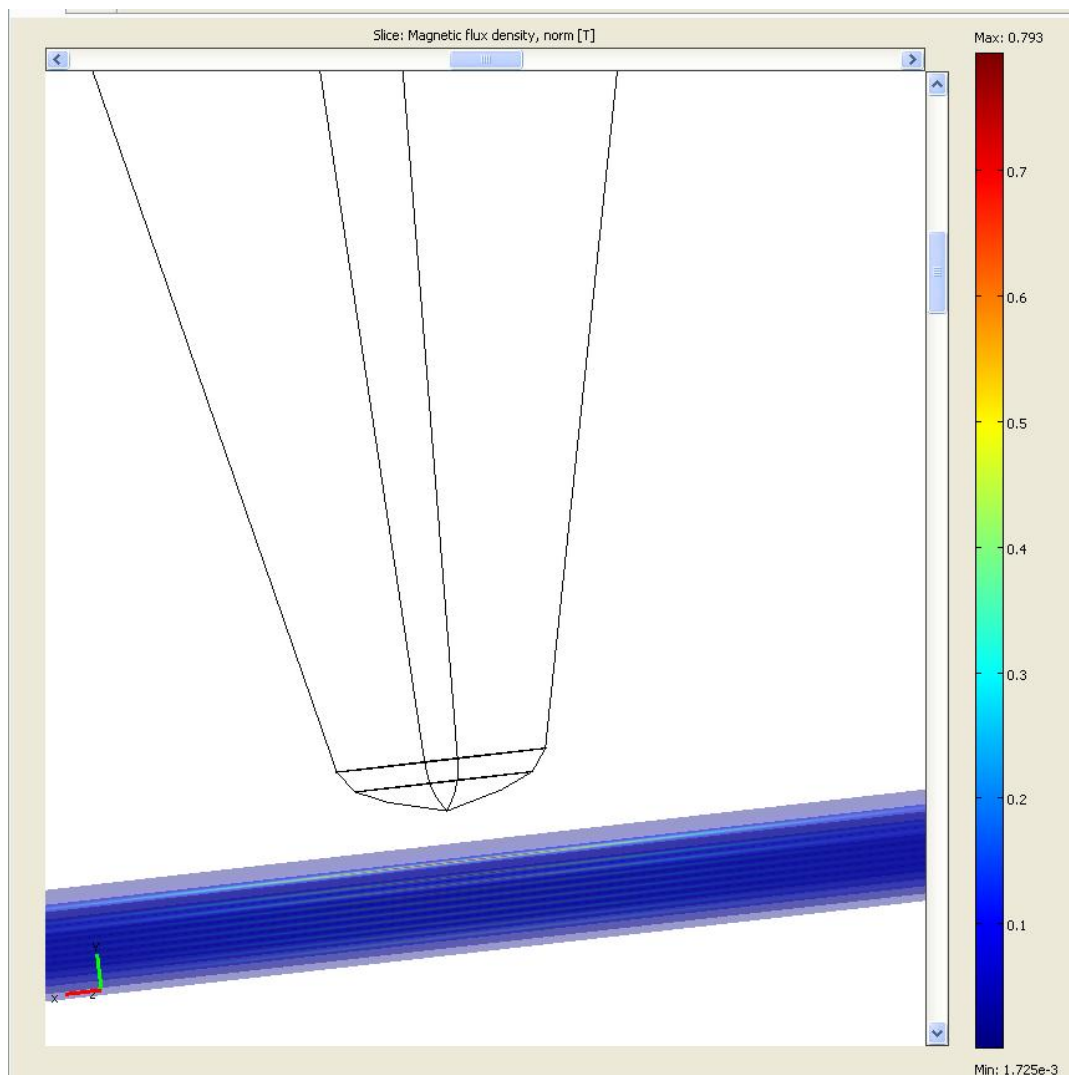 Slice: Magnetic flux density, norm [T]
Max: 0.793
0.7
0.6
0.5
0.4
0.3
0.2
0.1
y
x
z
Min: 1.725e-3